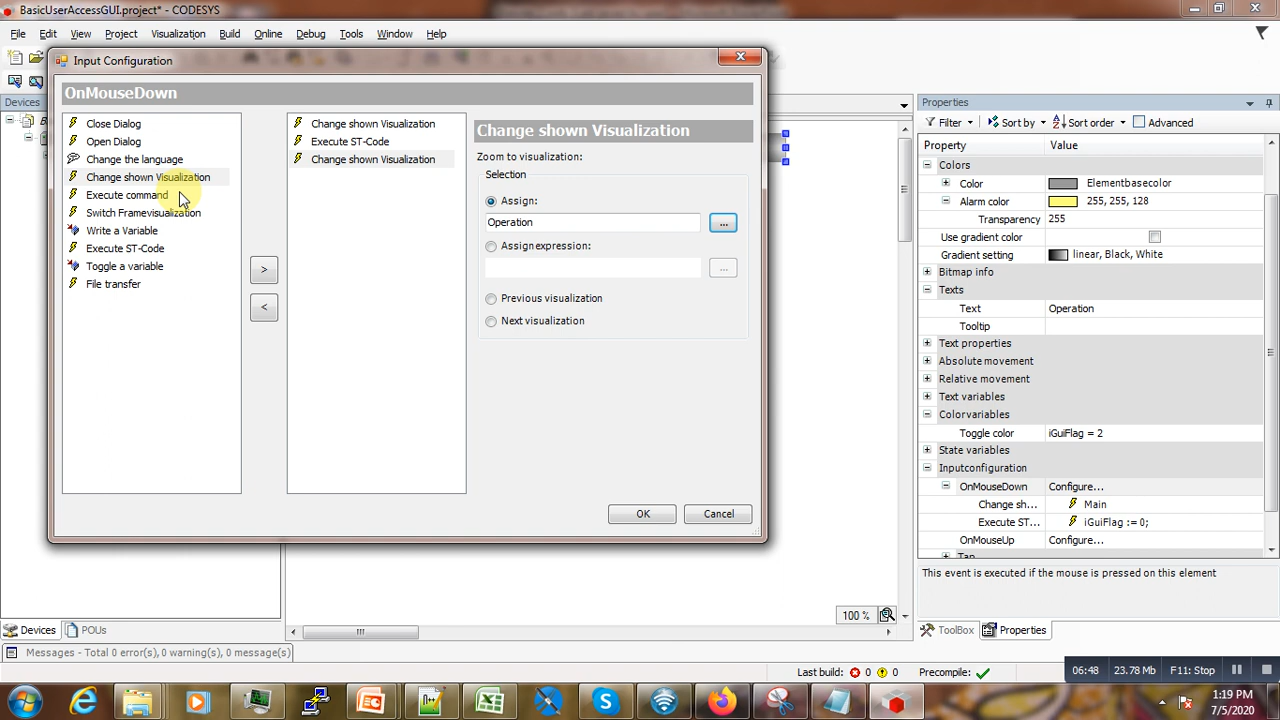 BasicUserAccessGUI.project* - CODESYS
File Edit View Project Visualization Build Online Debug Tools Window Help
Devices
Input Configuration
OnMouseDown
Close Dialog
Open Dialog
Change the language
Change shown Visualization
Execute command
Switch Framevisualization
Write a Variable
Execute ST-Code
Toggle a variable
File transfer
>
<
Change shown Visualization
Execute ST-Code
Change shown Visualization
Change shown Visualization
Zoom to visualization:
Selection
Assign:
Operation
...
Assign expression:
...
Previous visualization
Next visualization
OK Cancel
Properties
Filter Sort by Sort order Advanced
Property Value
Colors
Color Elementbasecolor
Alarm color 255, 255, 128
Transparency 255
Use gradient color
Gradient setting linear, Black, White
Bitmap info
Texts
Text Operation
Tooltip
Text properties
Absolute movement
Relative movement
Text variables
Colorvariables
Toggle color iGuiFlag = 2
State variables
Inputconfiguration
OnMouseDown Configure...
Change sh... Main
Execute ST... iGuiFlag := 0;
OnMouseUp Configure...
Tap
This event is executed if the mouse is pressed on this element
100 %
Devices POUs
ToolBox Properties
Messages - Total 0 error(s), 0 warning(s), 0 message(s)
Last build: 0 0 Precompile:
06:48 23.78 Mb F11: Stop
1:19 PM
7/5/2020